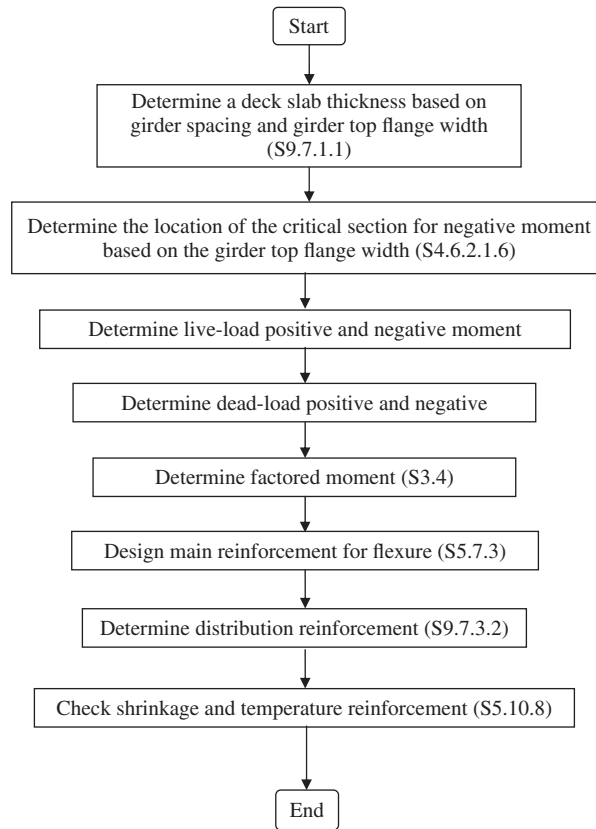 Start
Determine a deck slab thickness based on
girder spacing and girder top flange width
(S9.7.1.1)
Determine the location of the critical section for negative moment
based on the girder top flange width (S4.6.2.1.6)
Determine live-load positive and negative moment
Determine dead-load positive and negative
Determine factored moment (S3.4)
Design main reinforcement for flexure (S5.7.3)
Determine distribution reinforcement (S9.7.3.2)
Check shrinkage and temperature reinforcement (S5.10.8)
End